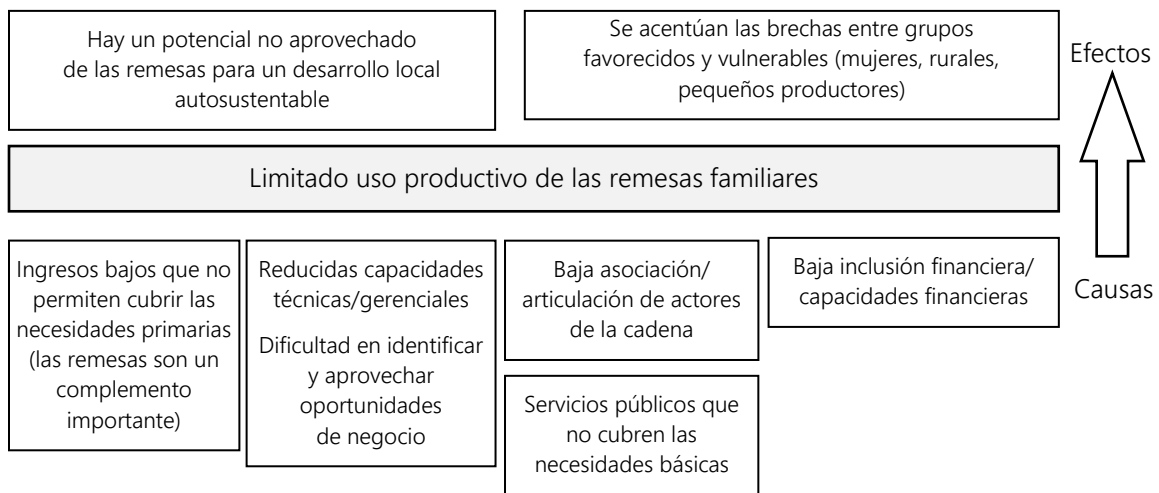 Hay un potencial no aprovechado
de las remesas para un desarrollo local
autosustentable
Se acentúan las brechas entre grupos
favorecidos y vulnerables (mujeres, rurales,
pequeños productores)
Efectos
Limitado uso productivo de las remesas familiares
Ingresos bajos que no
permiten cubrir las
necesidades primarias
(las remesas son un
complemento
importante)
Reducidas capacidades
técnicas/gerenciales
Dificultad en identificar
y aprovechar
oportunidades
de negocio
Baja asociación/
articulación de actores
de la cadena
Servicios públicos que
no cubren las
necesidades básicas
Baja inclusión financiera/
capacidades financieras
Causas